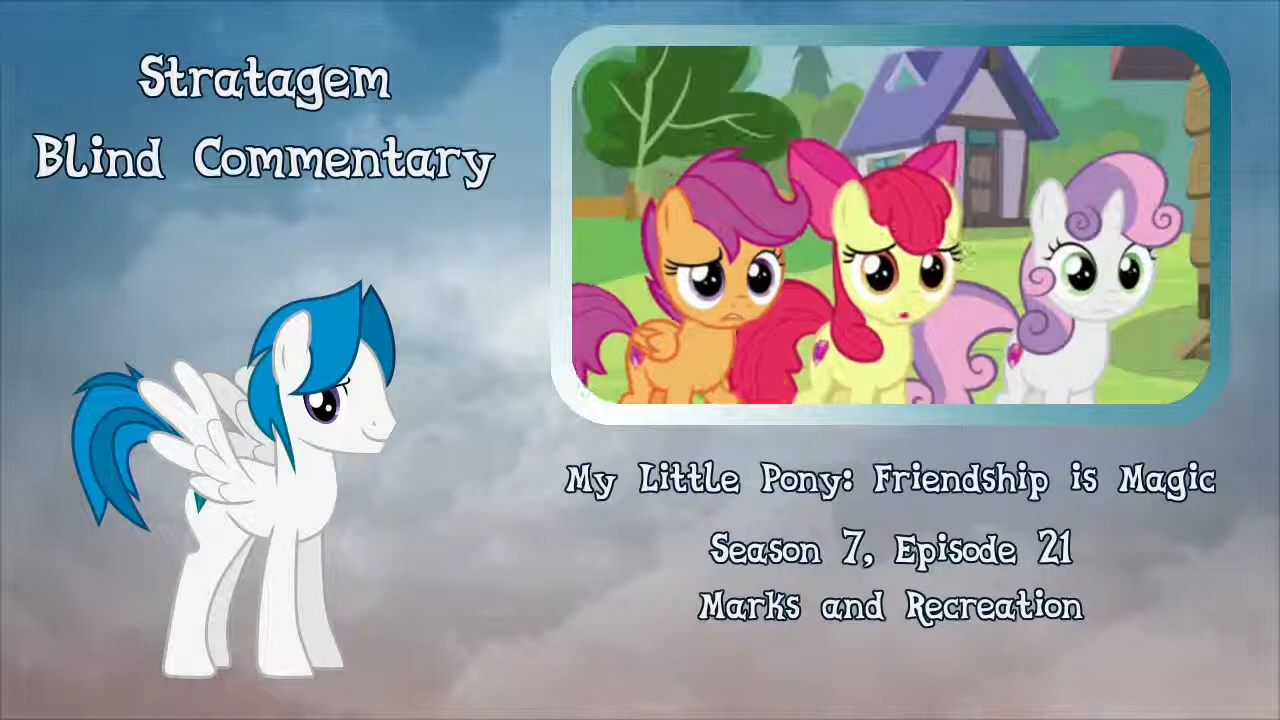 Stratagem
Blind Commentary
My Little Pony: Friendship is Magic
Season 7, Episode 21
Marks and Recreation